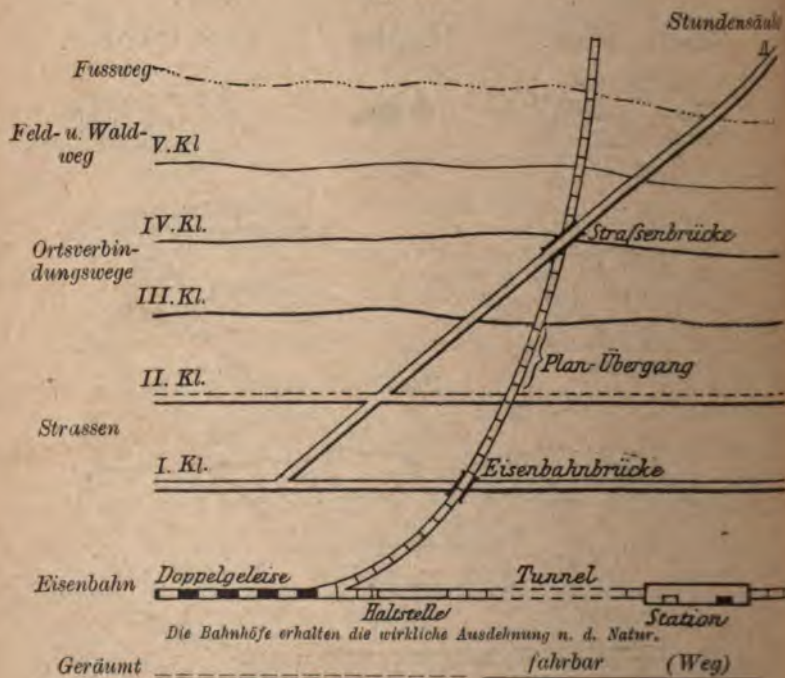 Stundensäule
Fussweg
Feld- u. Wald-
weg
V. Kl
IV. Kl.
Straßenbrücke
Ortsverbin-
dungswege
III. Kl.
Plan-Übergang
II. Kl.
Strassen
I. Kl.
Eisenbahnbrücke
Eisenbahn
Doppelgeleise
Tunnel
Haltstelle
Station
Die Bahnhöfe erhalten die wirkliche Ausdehnung n. d. Natur.
Geräumt fahrbar (Weg)